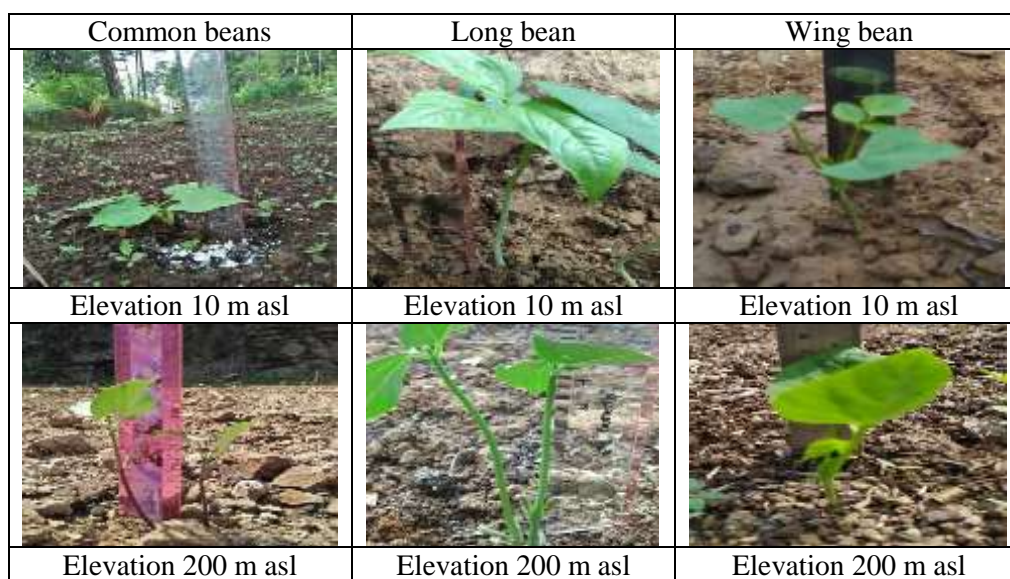 Common beans Long bean Wing bean
Elevation 10 m asl Elevation 10 m asl Elevation 10 m asl
Elevation 200 m asl Elevation 200 m asl Elevation 200 m asl